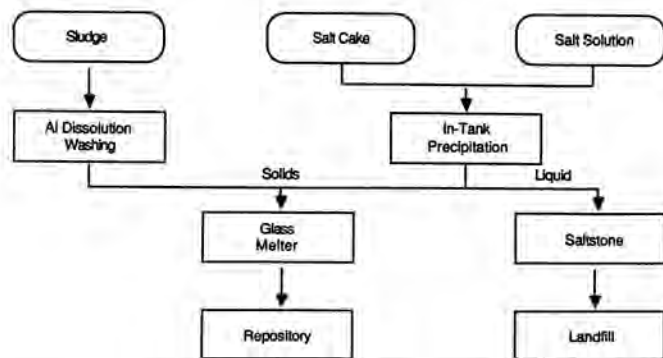 Sludge
Salt Cake
Salt Solution
Al Dissolution
Washing
In-Tank
Precipitation
Solids
Liquid
Glass
Melter
Saltstone
Repository
Landfill